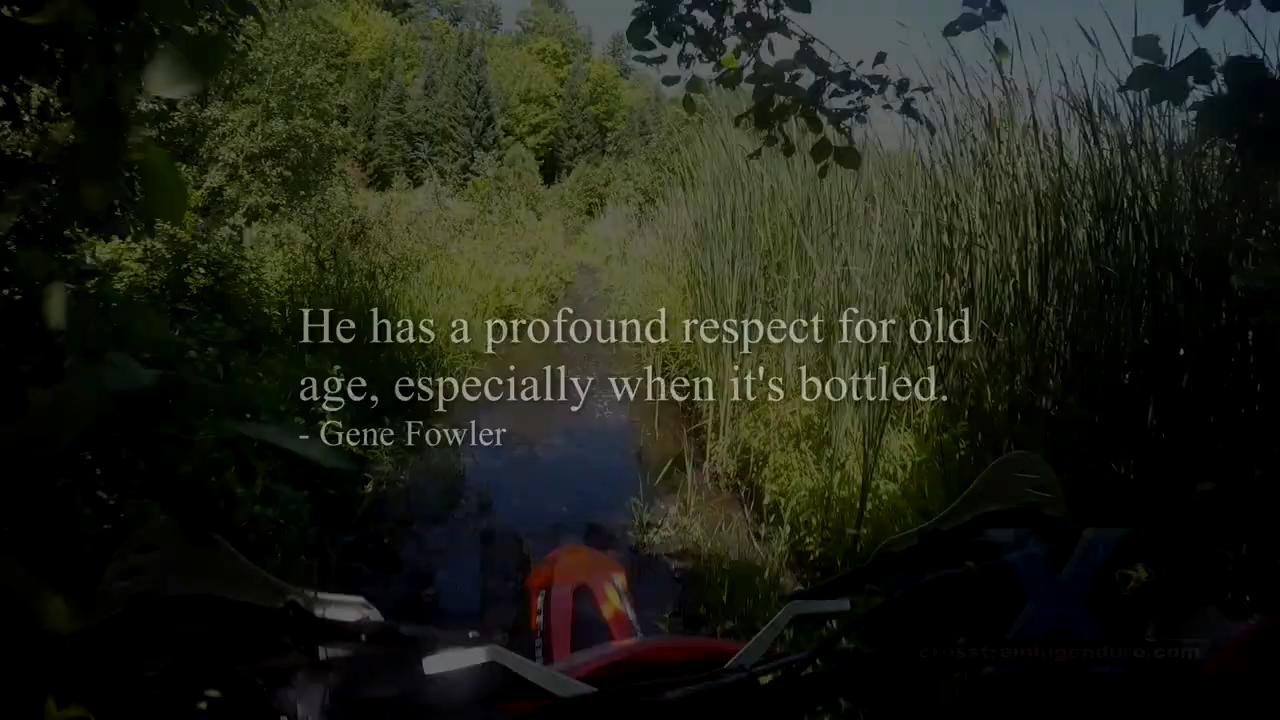 He has a profound respect for old
age, especially when it's bottled.
- Gene Fowler
X
crosstrainingenduro.com